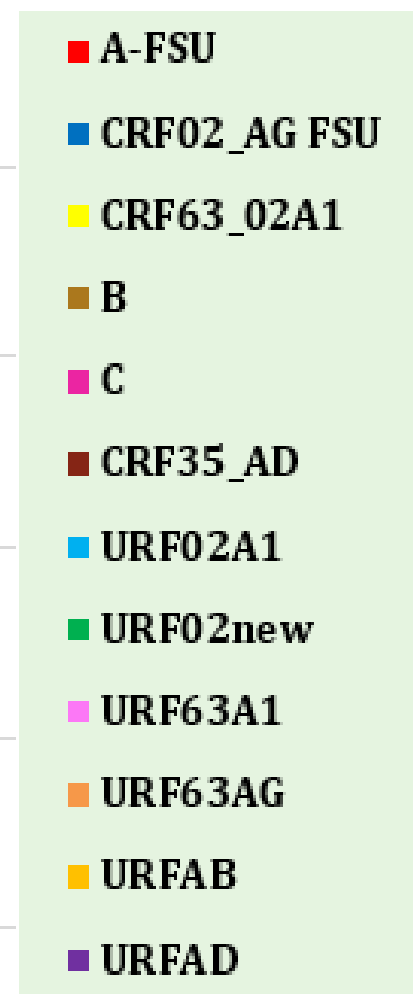 A-FSU
CRF02_AG FSU
CRF63_02A1
B
C
CRF35_AD
URF02A1
URF02new
URF63A1
URF63AG
URFAB
URFAD